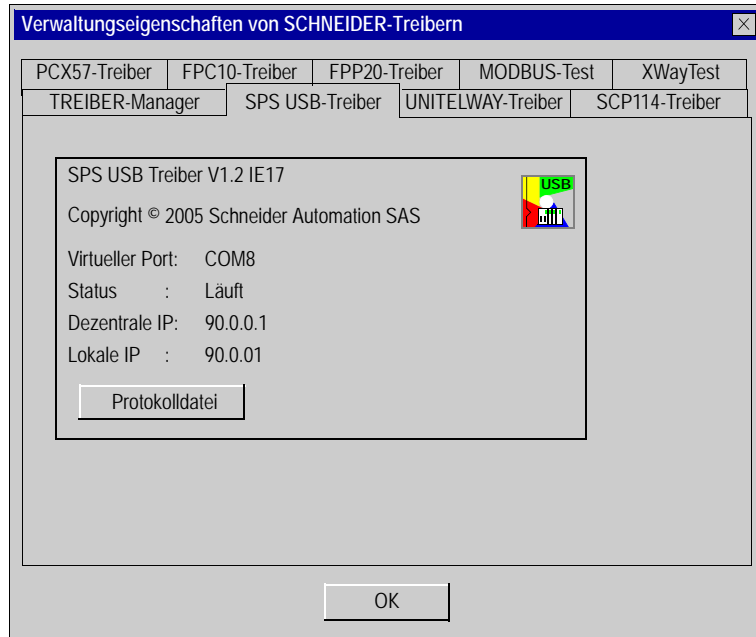 Verwaltungseigenschaften von SCHNEIDER-Treibern
PCX57-Treiber FPC10-Treiber FPP20-Treiber MODBUS-Test XWayTest
TREIBER-Manager SPS USB-Treiber UNITELWAY-Treiber SCP114-Treiber
SPS USB Treiber V1.2 IE17
USB
Copyright © 2005 Schneider Automation SAS
Virtueller Port: COM8
Status : Läuft
Dezentrale IP: 90.0.0.1
Lokale IP : 90.0.01
Protokolldatei
OK